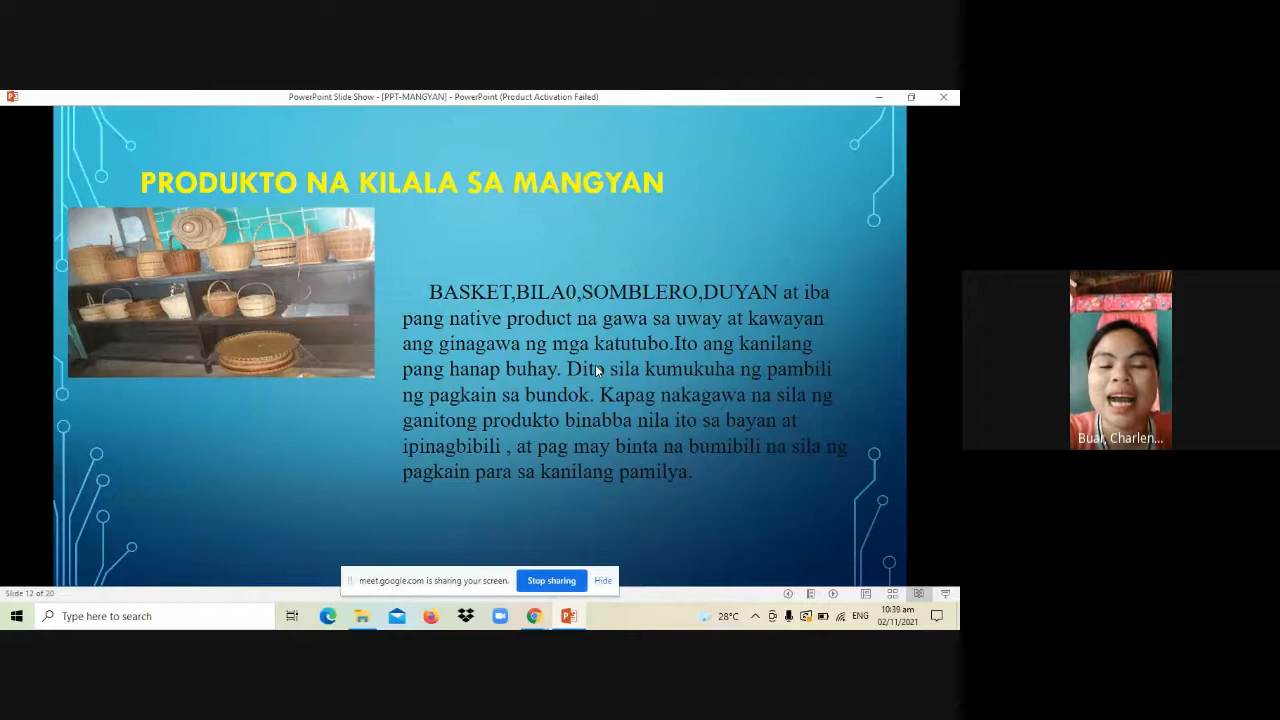 PowerPoint Slide Show - [PPT-MANGYAN] - PowerPoint (Product Activation Failed)
PRODUKTO NA KILALA SA MANGYAN
BASKET,BILA0,SOMBLERO,DUYAN at iba
pang native product na gawa sa uway at kawayan
ang ginagawa ng mga katutubo.Ito ang kanilang
pang hanap buhay. Dito sila kumukuha ng pambili
ng pagkain sa bundok. Kapag nakagawa na sila ng
ganitong produkto binabba nila ito sa bayan at
ipinagbibili , at pag may binta na bumibili na sila ng
pagkain para sa kanilang pamilya.
Buar, Charlen...
meet.google.com is sharing your screen.
Stop sharing
Hide
Slide 12 of 20
Type here to search
28°C
ENG
10:39 am
02/11/2021